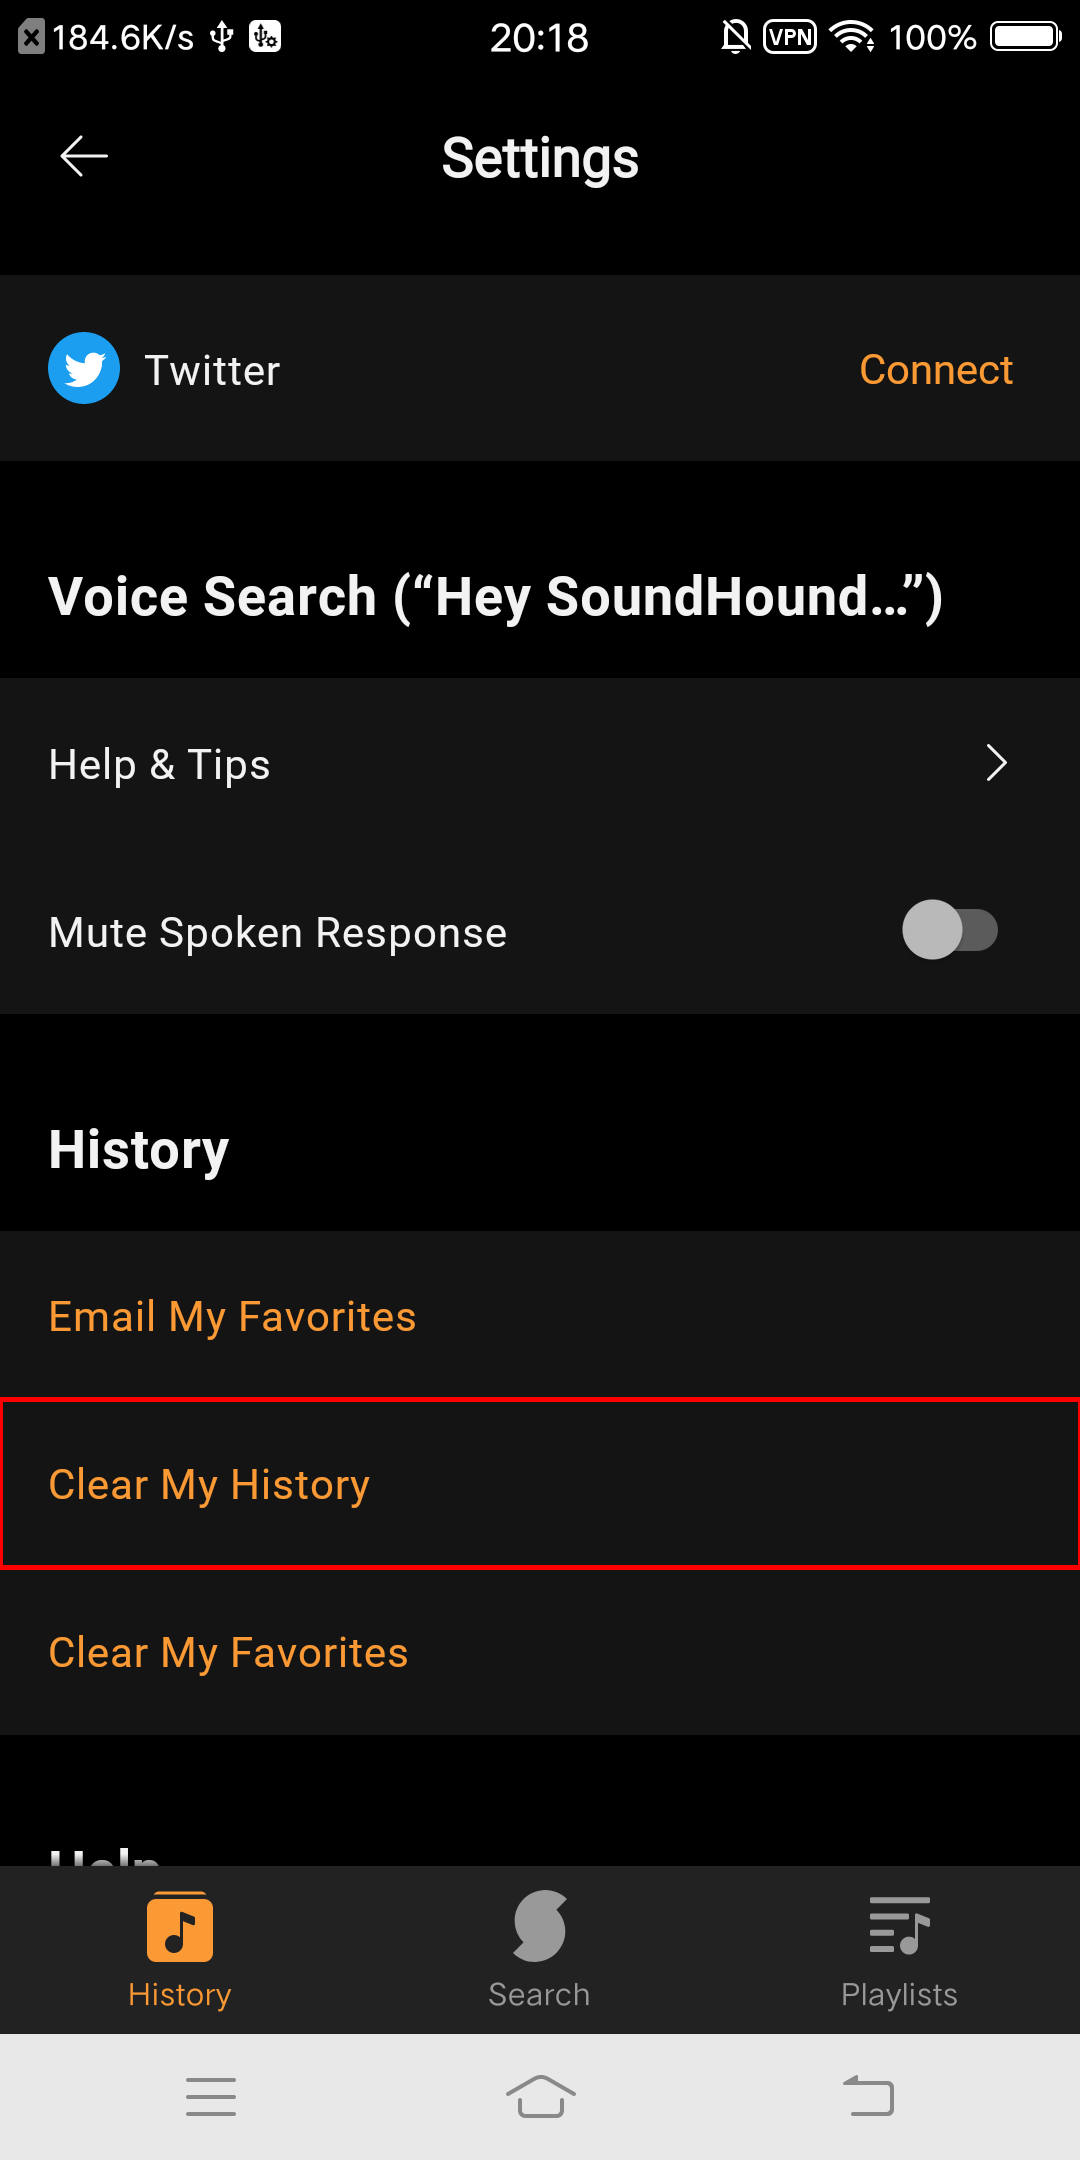 184.6K/s 20:18 VPN 100%
Settings
Twitter Connect
Voice Search (“Hey SoundHound…”)
Help & Tips
Mute Spoken Response
History
Email My Favorites
Clear My History
Clear My Favorites
Help
History Search Playlists